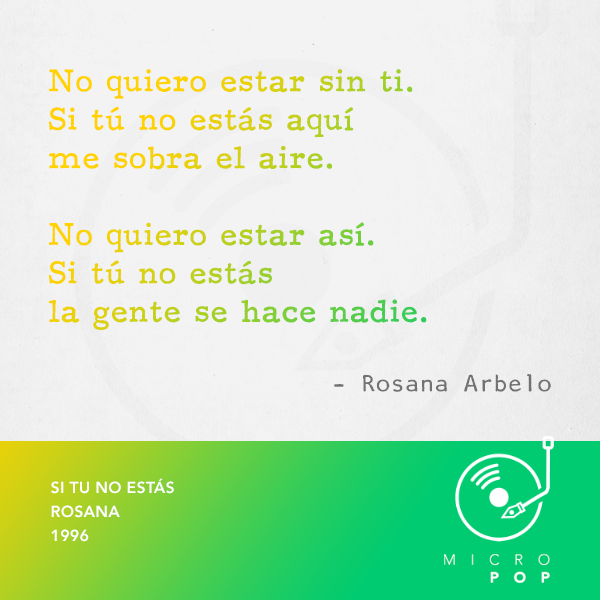 No quiero estar sin ti.
Si tú no estás aquí
me sobra el aire.
No quiero estar así.
Si tú no estás
la gente se hace nadie.
- Rosana Arbelo
SI TU NO ESTÁS
ROSANA
1996
MICRO
POP